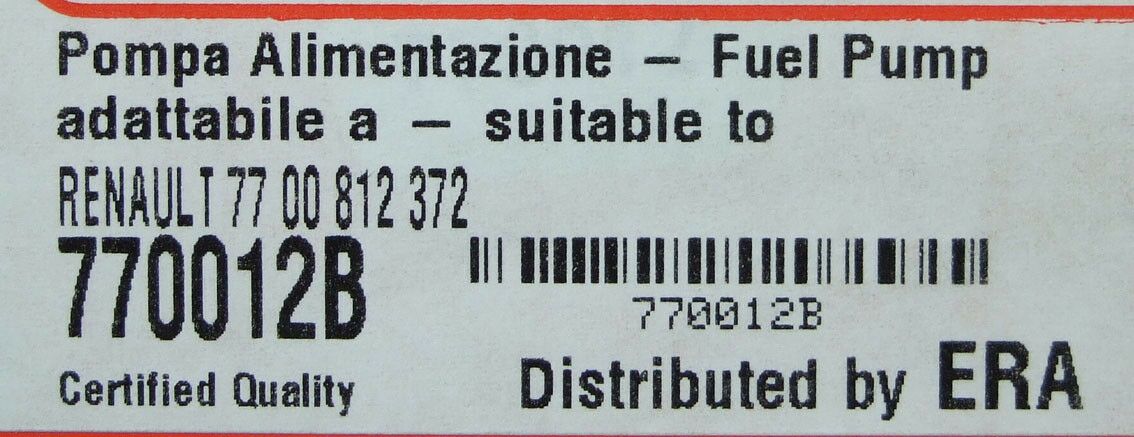 Pompa Alimentazione – Fuel Pump
adattabile a – suitable to
RENAULT 77 00 812 372
770012B
770012B
Certified Quality
Distributed by ERA